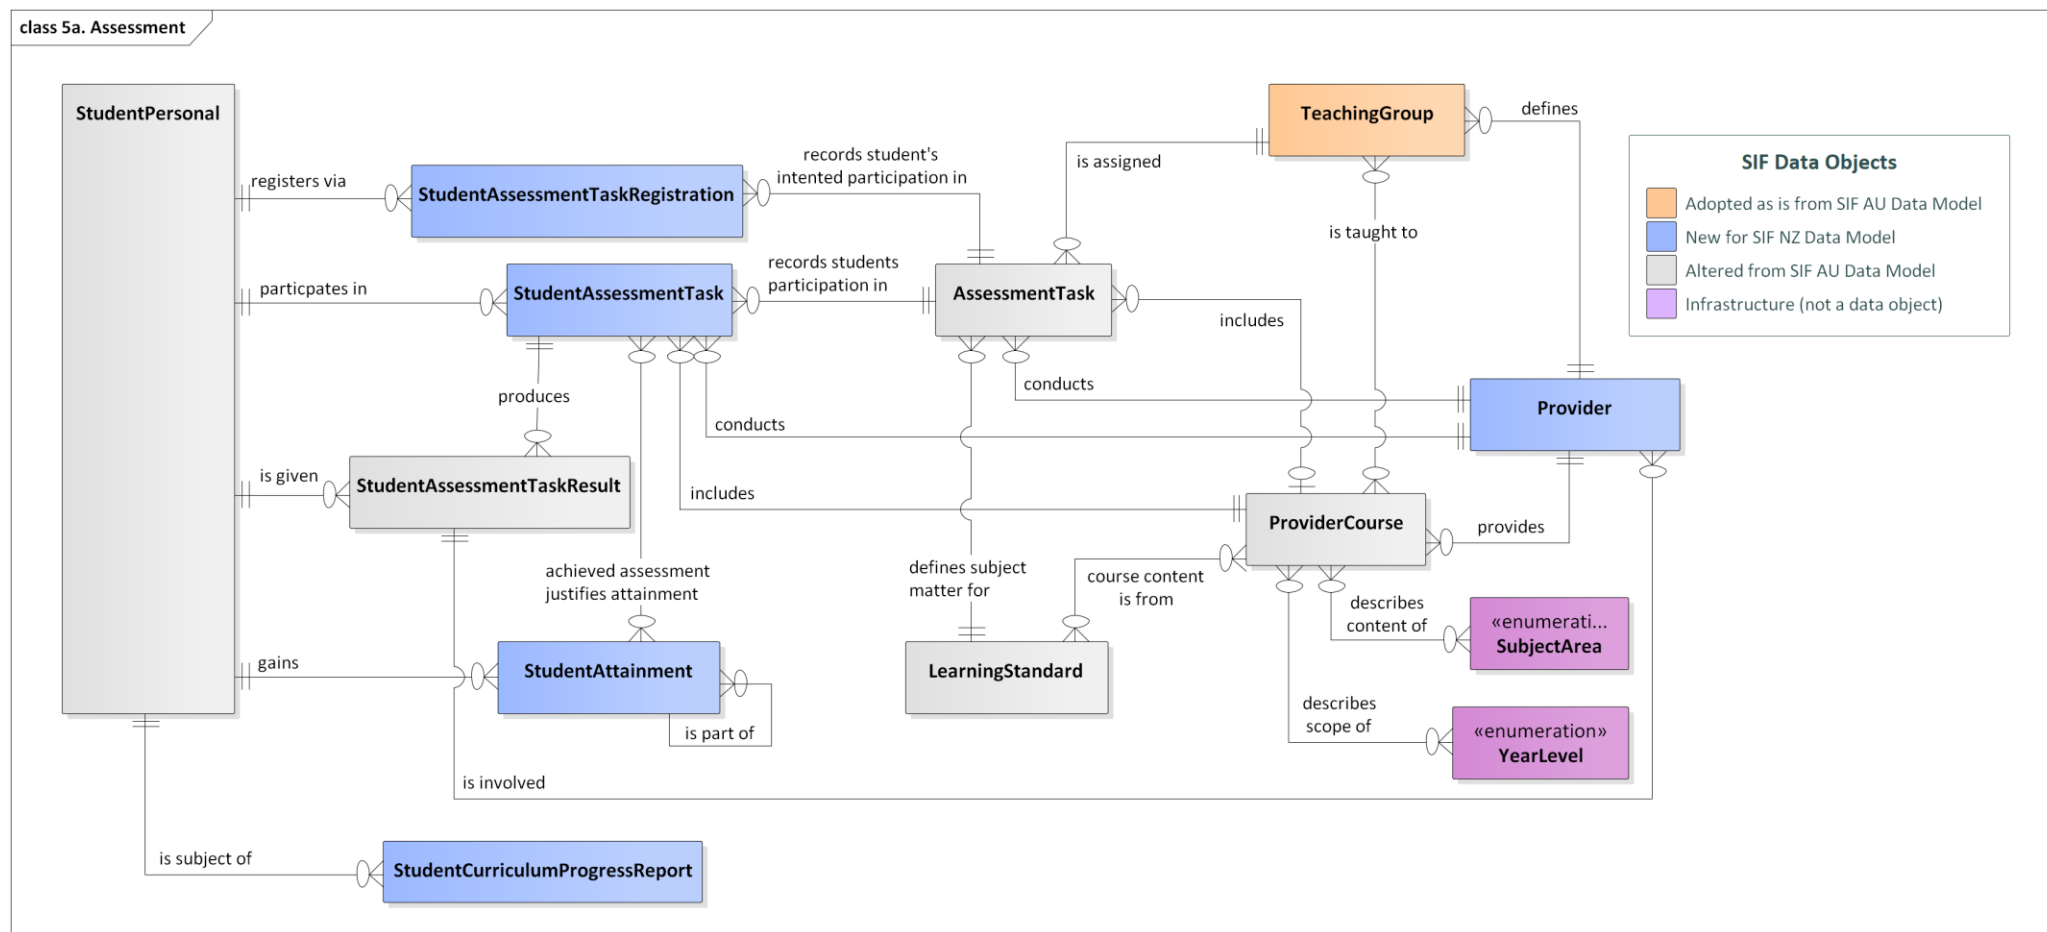 class 5a. Assessment
StudentPersonal
TeachingGroup
defines
SIF Data Objects
Adopted as is from SIF AU Data Model
New for SIF NZ Data Model
Altered from SIF AU Data Model
Infrastructure (not a data object)
registers via
StudentAssessmentTaskRegistration
records student's
intented participation in
is assigned
is taught to
particpates in
StudentAssessmentTask
records students
participation in
AssessmentTask
includes
produces
conducts
conducts
Provider
is given
StudentAssessmentTaskResult
includes
ProviderCourse
provides
achieved assessment
justifies attainment
defines subject
matter for
course content
is from
describes
content of
«enumerati...
SubjectArea
gains
StudentAttainment
is part of
LearningStandard
describes
scope of
«enumeration»
YearLevel
is involved
is subject of
StudentCurriculumProgressReport